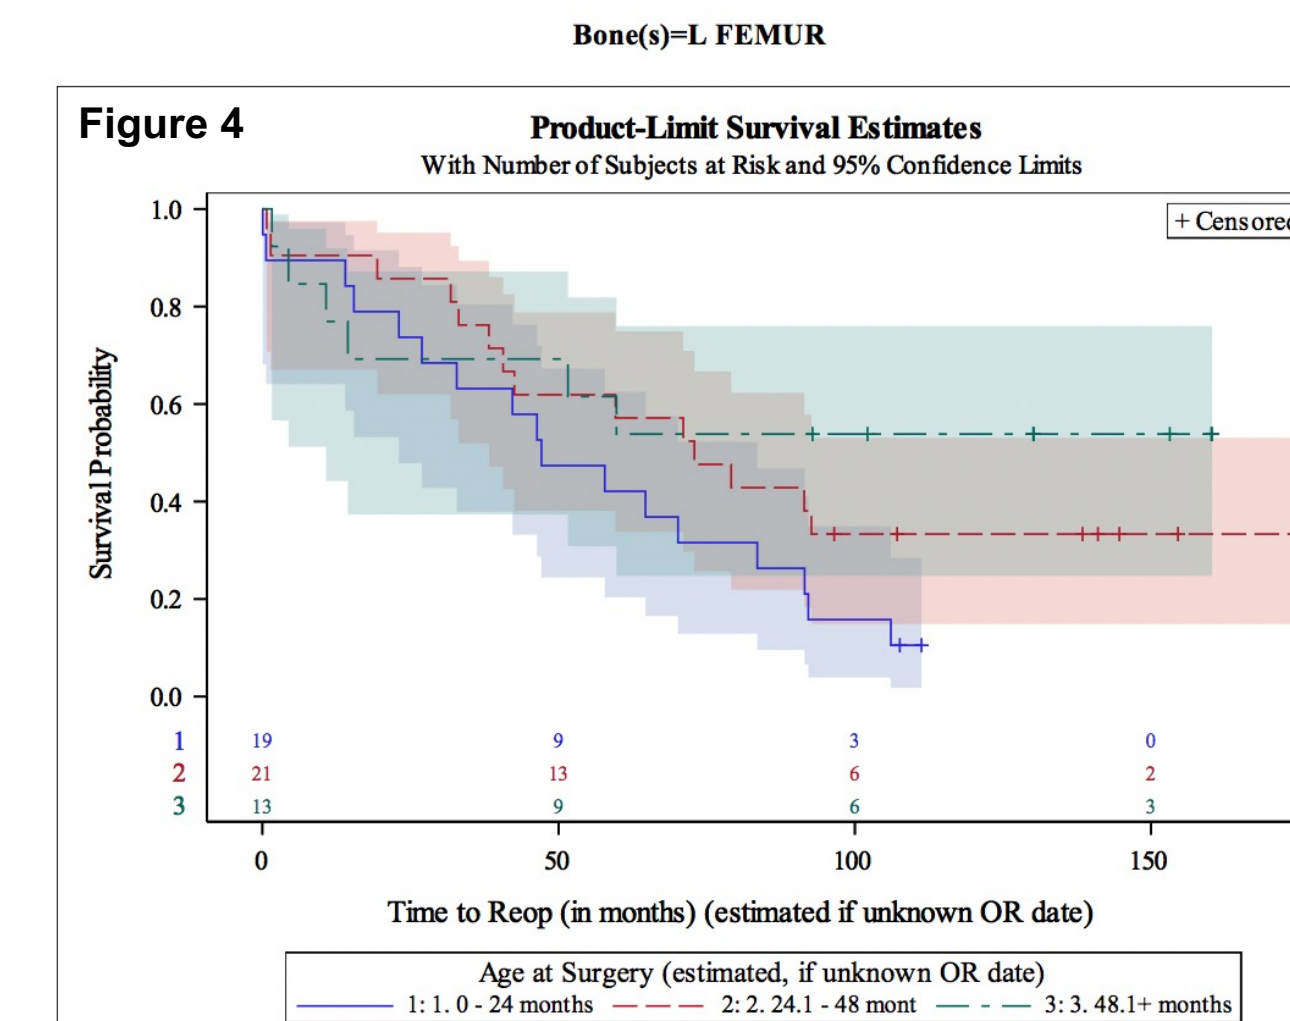 Bone(s)=L FEMUR
Figure 4
Product-Limit Survival Estimates
With Number of Subjects at Risk and 95% Confidence Limits
+ Censored
1.0
0.8
0.6
0.4
0.2
0.0
Survival Probability
1 19 9 3 0
2 21 13 6 2
3 13 9 6 3
0 50 100 150
Time to Reop (in months) (estimated if unknown OR date)
Age at Surgery (estimated, if unknown OR date)
1: 1. 0 - 24 months 2: 2. 24.1 - 48 mont 3: 3. 48.1+ months